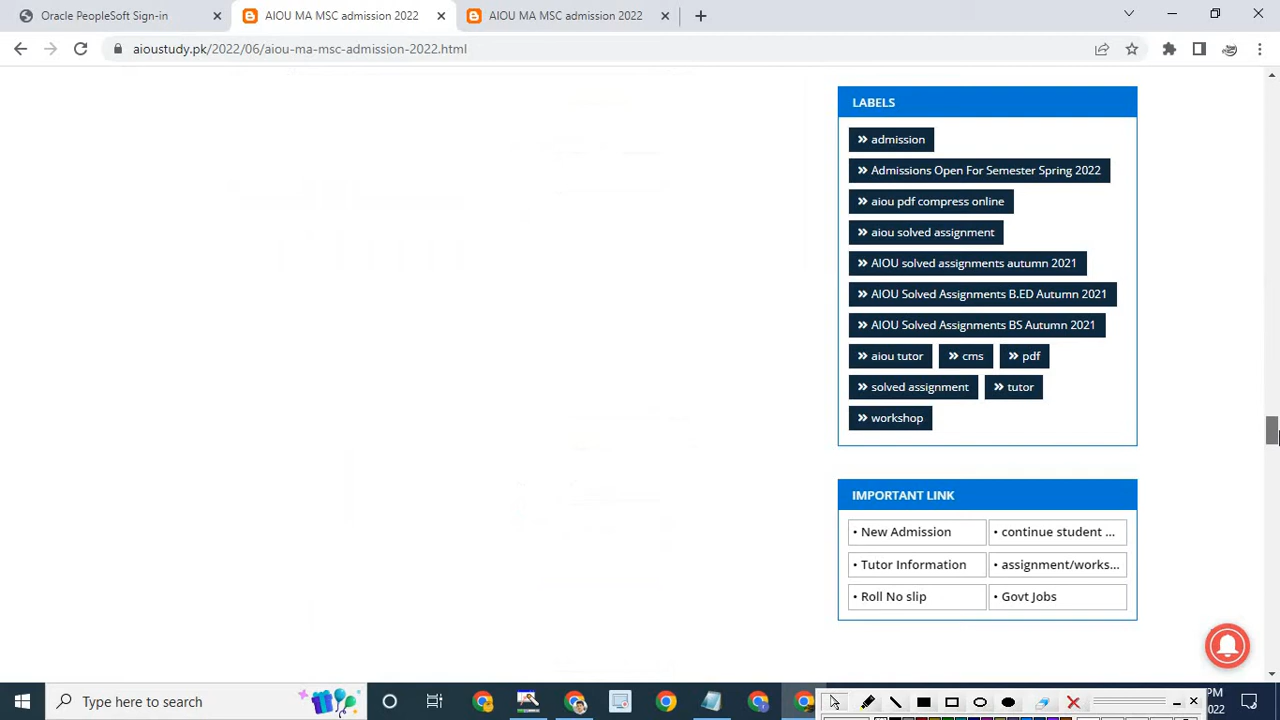 Oracle PeopleSoft Sign-in
AIOU MA MSC admission 2022
AIOU MA MSC admission 2022
aioustudy.pk/2022/06/aiou-ma-msc-admission-2022.html
LABELS
» admission
» Admissions Open For Semester Spring 2022
» aiou pdf compress online
» aiou solved assignment
» AIOU solved assignments autumn 2021
» AIOU Solved Assignments B.ED Autumn 2021
» AIOU Solved Assignments BS Autumn 2021
» aiou tutor » cms » pdf
» solved assignment » tutor
» workshop
IMPORTANT LINK
• New Admission • continue student ...
• Tutor Information • assignment/works...
• Roll No slip • Govt Jobs
Type here to search
PM
2022